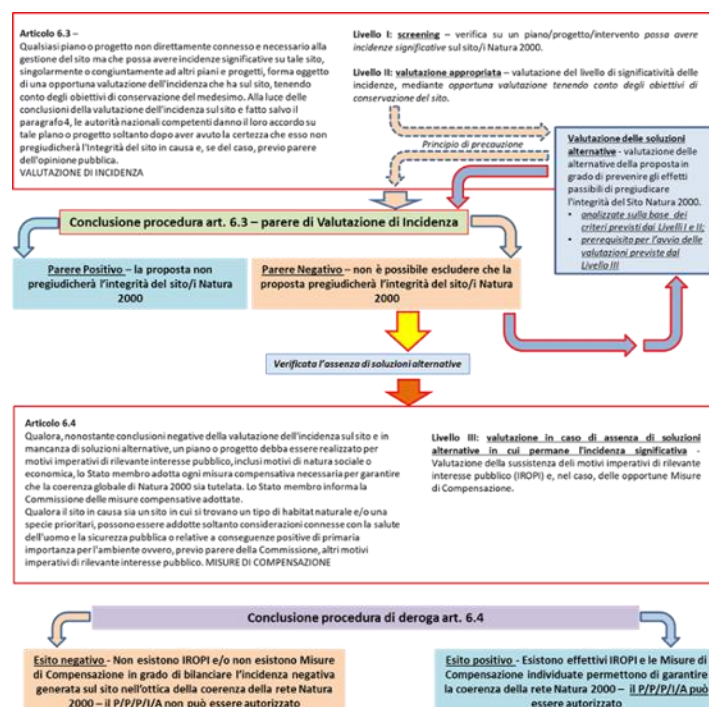 Articolo 6.3 –
Qualsiasi piano o progetto non direttamente connesso e necessario alla
gestione del sito ma che possa avere incidenze significative su tale sito,
singolarmente o congiuntamente ad altri piani e progetti, forma oggetto
di una opportuna valutazione dell'incidenza che ha sul sito, tenendo
conto degli obiettivi di conservazione del medesimo. Alla luce delle
conclusioni della valutazione dell'incidenza sul sito e fatto salvo il
paragrafo 4, le autorità nazionali competenti danno il loro accordo su
tale plano o progetto soltanto dopo aver avuto la certezza che esso non
pregiudicherà l'Integrità del sito in causa e, se del caso, previo parere
dell'opinione pubblica.
VALUTAZIONE DI INCIDENZA
Livello I: screening – verifica su un piano/progetto/intervento possa avere
incidenze significative sul sito/i Natura 2000.
Livello II: valutazione appropriata – valutazione del livello di significatività delle
incidenze, mediante opportuna valutazione tenendo conto degli obiettivi di
conservazione del sito.
Principio di precauzione
Valutazione delle soluzioni
alternative - valutazione delle
alternative della proposta in
grado di prevenire gli effetti
passibili di pregiudicare
l'integrità del Sito Natura 2000.
• analizzate sulla base dei
criteri previsti dai Livelli I e II;
• prerequisito per l'avvio delle
valutazioni previste dal
Livello III
Conclusione procedura art. 6.3 – parere di Valutazione di Incidenza
Parere Positivo – la proposta non
pregiudicherà l'integrità del sito/i Natura
2000
Parere Negativo – non è possibile escludere che la
proposta pregiudicherà l'integrità del sito/i Natura
2000
Verificata l'assenza di soluzioni alternative
Articolo 6.4
Qualora, nonostante conclusioni negative della valutazione dell'incidenza sul sito e in
mancanza di soluzioni alternative, un piano o progetto debba essere realizzato per
motivi imperativi di rilevante interesse pubblico, inclusi motivi di natura sociale o
economica, lo Stato membro adotta ogni misura compensativa necessaria per garantire
che la coerenza globale di Natura 2000 sia tutelata. Lo Stato membro informa la
Commissione delle misure compensative adottate.
Qualora il sito in causa sia un sito in cui si trovano un tipo di habitat naturale e/o una
specie prioritari, possono essere addotte soltanto considerazioni connesse con la salute
dell'uomo e la sicurezza pubblica o relative a conseguenze positive di primaria
importanza per l'ambiente ovvero, previo parere della Commissione, altri motivi
imperativi di rilevante interesse pubblico. MISURE DI COMPENSAZIONE
Livello III: valutazione in caso di assenza di soluzioni
alternative in cui permane l'incidenza significativa -
Valutazione della sussistenza deli motivi imperativi di rilevante
interesse pubblico (IROPI) e, nel caso, delle opportune Misure
di Compensazione.
Conclusione procedura di deroga art. 6.4
Esito negativo - Non esistono IROPI e/o non esistono Misure
di Compensazione in grado di bilanciare l'incidenza negativa
generata sul sito nell'ottica della coerenza della rete Natura
2000 – il P/P/P/I/A non può essere autorizzato
Esito positivo - Esistono effettivi IROPI e le Misure di
Compensazione individuate permettono di garantire
la coerenza della rete Natura 2000 – il P/P/P/I/A può
essere autorizzato